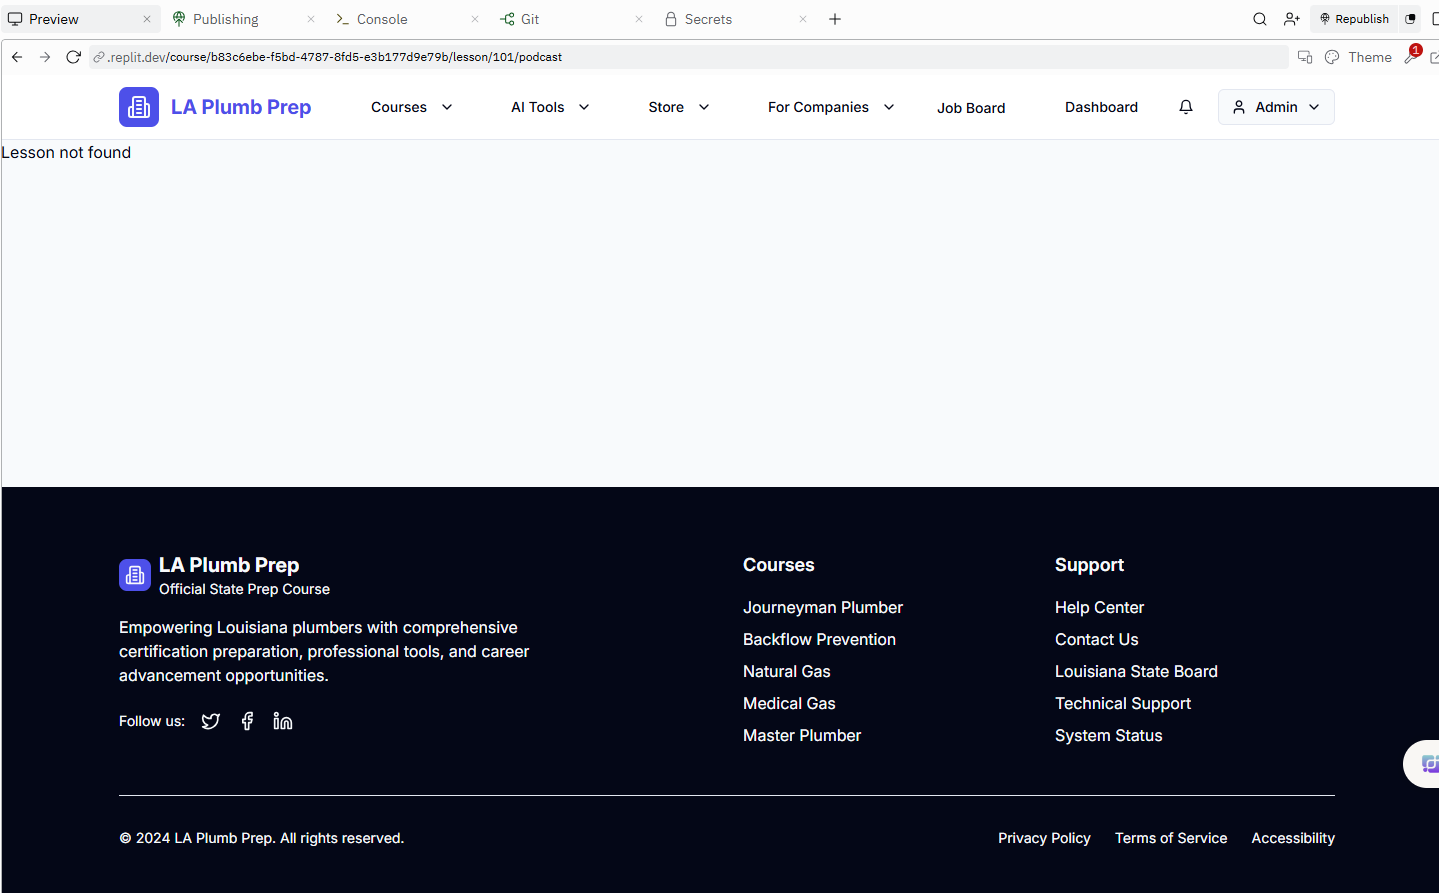 Preview
Publishing
Console
Git
Secrets
Republish
.replit.dev/course/b83c6ebe-f5bd-4787-8fd5-e3b177d9e79b/lesson/101/podcast
Theme
1
LA Plumb Prep
Courses
AI Tools
Store
For Companies
Job Board
Dashboard
Admin
Lesson not found
LA Plumb Prep
Official State Prep Course
Empowering Louisiana plumbers with comprehensive
certification preparation, professional tools, and career
advancement opportunities.
Follow us:
Courses
Journeyman Plumber
Backflow Prevention
Natural Gas
Medical Gas
Master Plumber
Support
Help Center
Contact Us
Louisiana State Board
Technical Support
System Status
© 2024 LA Plumb Prep. All rights reserved.
Privacy Policy
Terms of Service
Accessibility